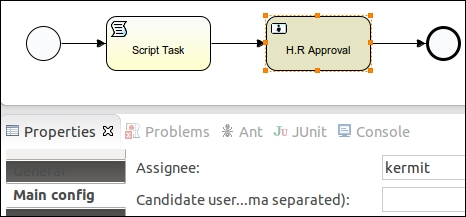 Script Task
H.R Approval
Properties Problems Ant JUnit Console
General
Assignee: kermit
Main config
Candidate user...ma separated):